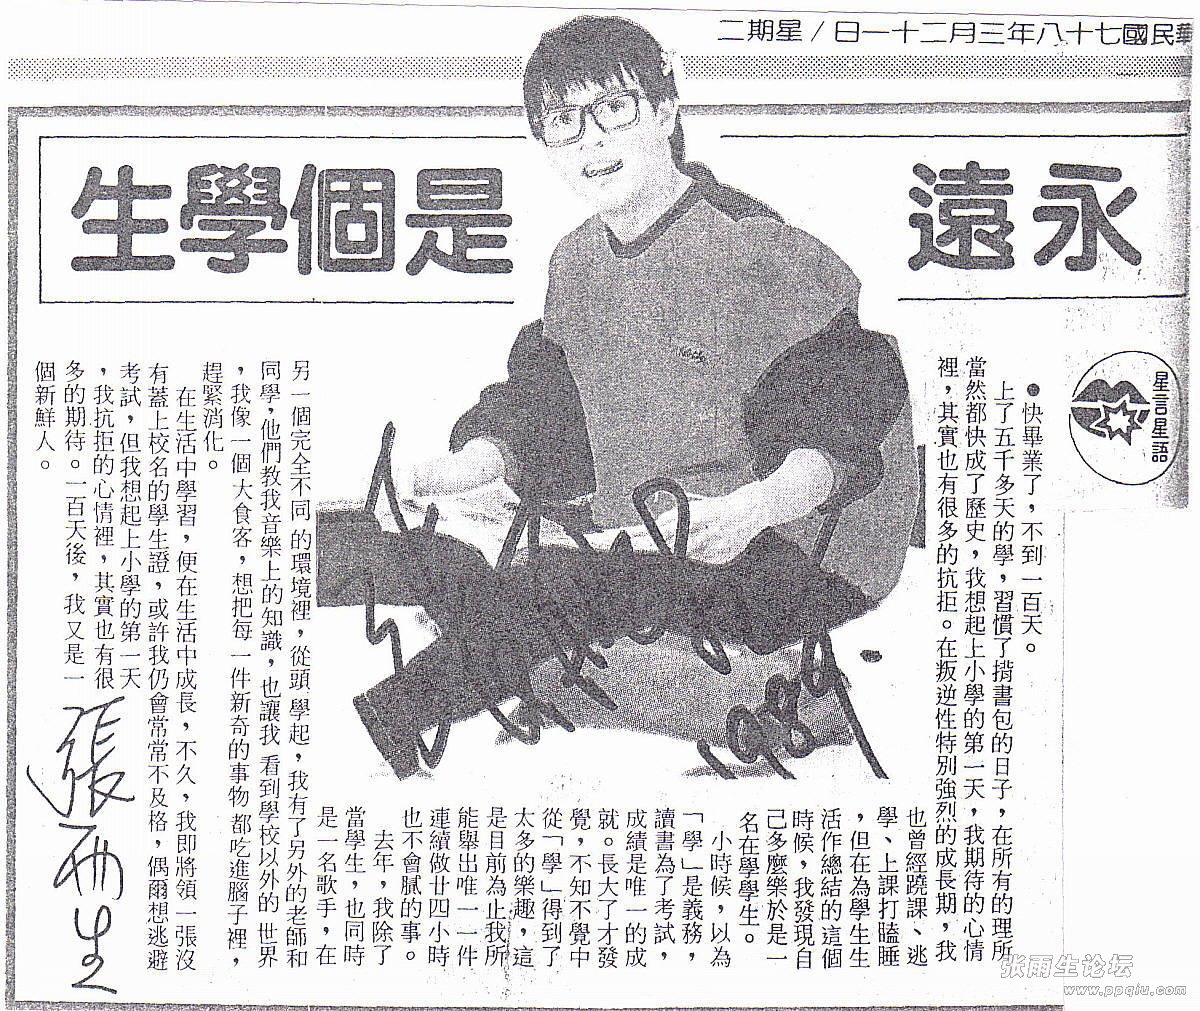 華民國七十八年三月二十一日／星期二
永遠是個學生
星言星語
●快畢業了，不到一百天。
上了五千多天的學，習慣了揹書包的日子，在所有的理所
當然都快成了歷史，我想起上小學的第一天，我期待的心情
裡，其實也有很多的抗拒。在叛逆性特別強烈的成長期，我
也曾經蹺課、逃
學、上課打瞌睡
，但在為學生生
活作總結的這個
時候，我發現自
己多麼樂於是一
名在學學生。
小時候，以為
「學」是義務，
讀書為了考試，
成績是唯一的成
就。長大了才發
覺，不知不覺中
從「學」得到了
太多的樂趣，這
是目前為止我所
能舉出唯一一件
連續做廿四小時
也不會膩的事。
去年，我除了
當學生，也同時
是一名歌手，在
另一個完全不同的環境裡，從頭學起，我有了另外的老師和
同學，他們教我音樂上的知識，也讓我看到學校以外的世界
，我像一個大食客，想把每一件新奇的事物都吃進腦子裡，
趕緊消化。
在生活中學習，便在生活中成長，不久，我即將領一張沒
有蓋上校名的學生證，或許我仍會常常不及格，偶爾想逃避
考試，但我想起上小學的第一天
，我抗拒的心情裡，其實也有很
多的期待。一百天後，我又是一
個新鮮人。
張雨生
1989
张雨生论坛
www.ppqiu.com